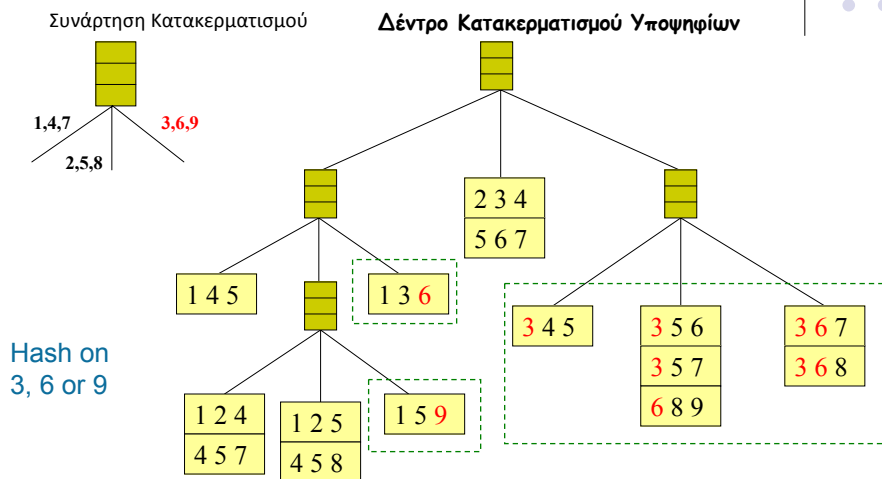 Συνάρτηση Κατακερματισμού
Δέντρο Κατακερματισμού Υποψηφίων
1,4,7
3,6,9
2,5,8
2 3 4
5 6 7
1 4 5
1 3 6
3 4 5
3 5 6
3 6 7
3 5 7
3 6 8
6 8 9
Hash on
3, 6 or 9
1 2 4
1 2 5
1 5 9
4 5 7
4 5 8